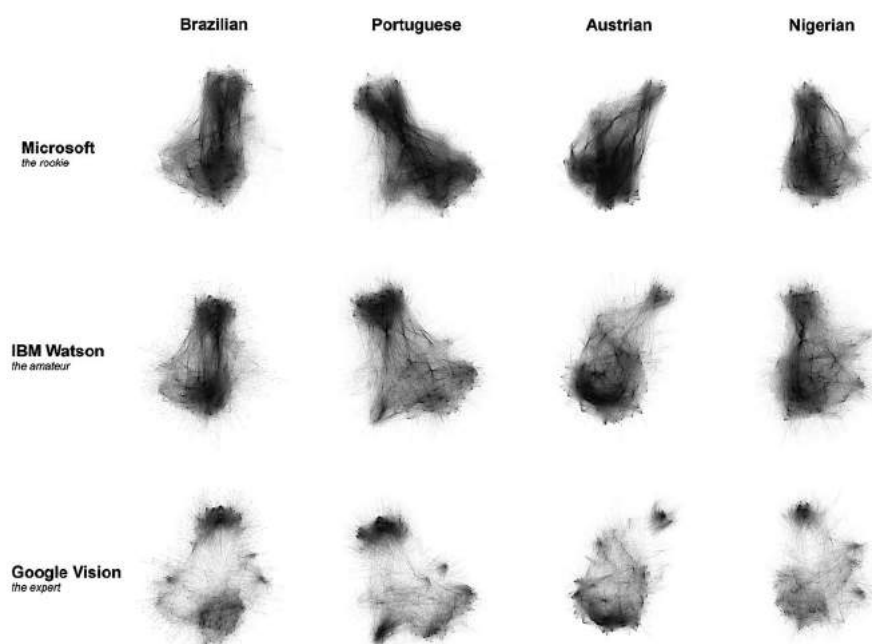 Brazilian Portuguese Austrian Nigerian
Microsoft
the rookie
IBM Watson
the amateur
Google Vision
the expert